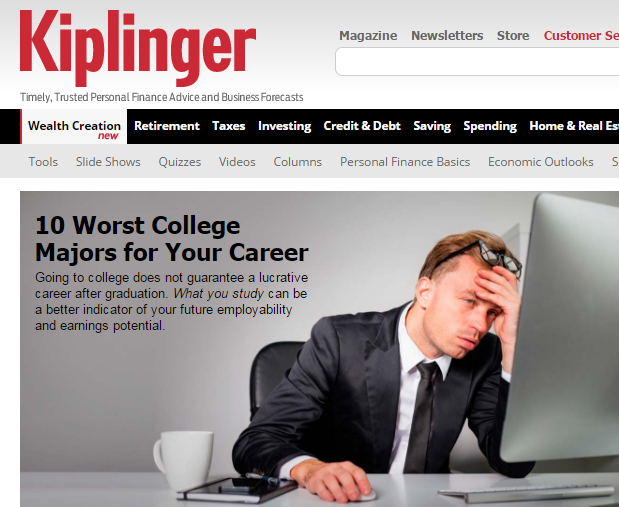 Kiplinger
Timely, Trusted Personal Finance Advice and Business Forecasts
Magazine Newsletters Store Customer Se
Wealth Creation new Retirement Taxes Investing Credit & Debt Saving Spending Home & Real Est
Tools Slide Shows Quizzes Videos Columns Personal Finance Basics Economic Outlooks S
10 Worst College
Majors for Your Career
Going to college does not guarantee a lucrative
career after graduation. What you study can be
a better indicator of your future employability
and earnings potential.